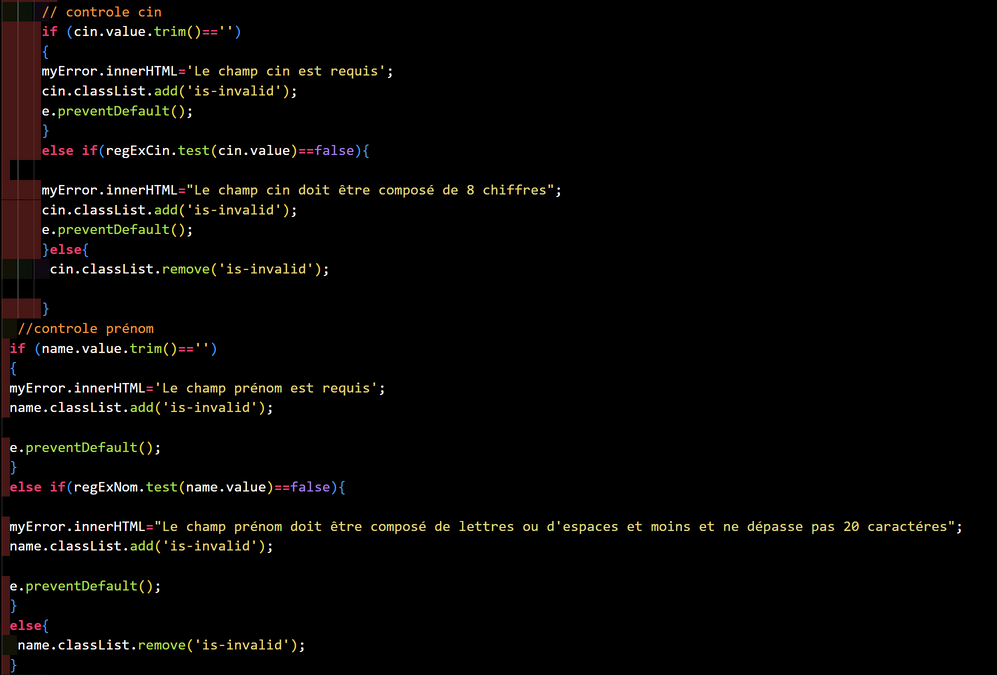 // controle cin
if (cin.value.trim()=='')
{
myError.innerHTML='Le champ cin est requis';
cin.classList.add('is-invalid');
e.preventDefault();
}
else if(regExCin.test(cin.value)==false){
myError.innerHTML="Le champ cin doit être composé de 8 chiffres";
cin.classList.add('is-invalid');
e.preventDefault();
}else{
cin.classList.remove('is-invalid');
}
//controle prénom
if (name.value.trim()=='')
{
myError.innerHTML='Le champ prénom est requis';
name.classList.add('is-invalid');
e.preventDefault();
}
else if(regExNom.test(name.value)==false){
myError.innerHTML="Le champ prénom doit être composé de lettres ou d'espaces et moins et ne dépasse pas 20 caractéres";
name.classList.add('is-invalid');
e.preventDefault();
}
else{
name.classList.remove('is-invalid');
}